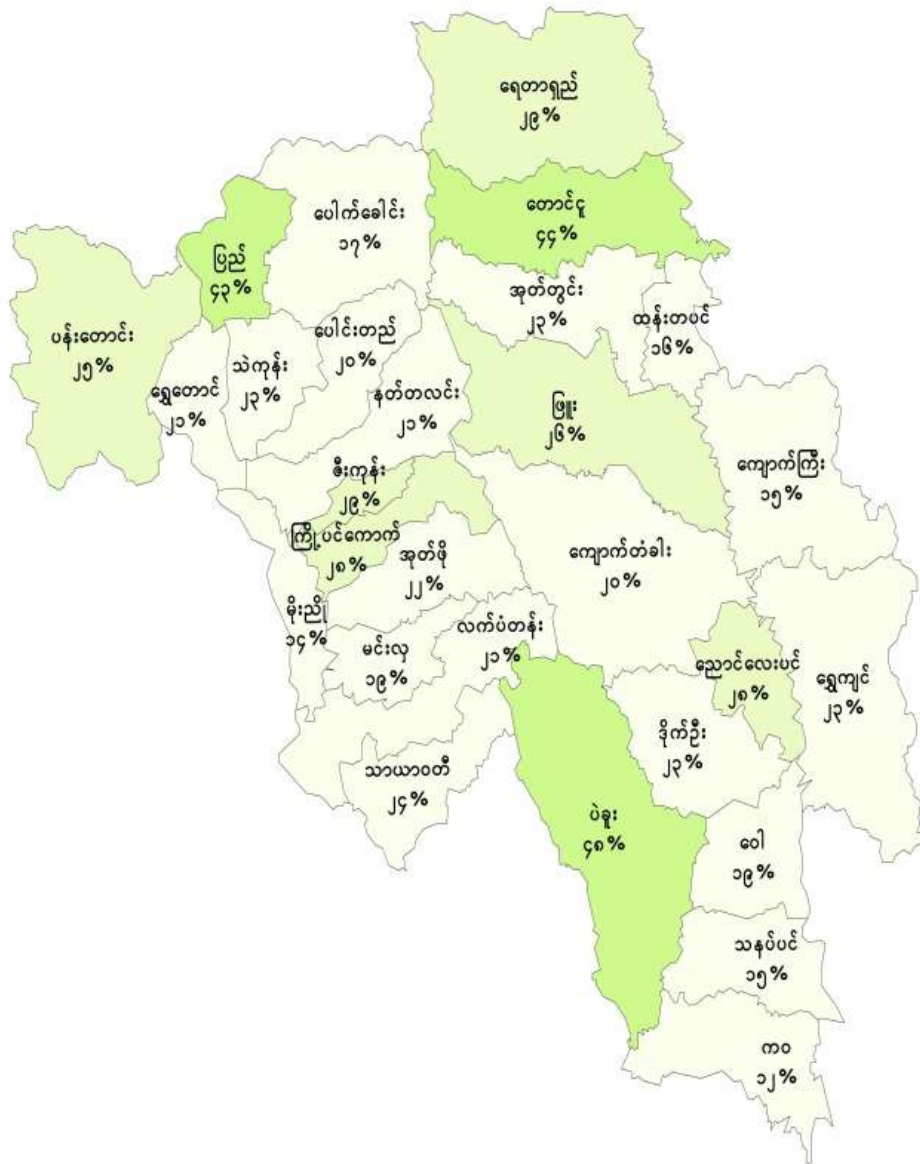 ရေတာရှည်
၂၉%
တောင်ငူ
၄၄%
ပေါက်ခေါင်း
၁၇%
ပြည်
၄၃%
အုတ်တွင်း
၂၃%
ထန်းတပင်
၁၆%
ပန်းတောင်း
၂၅%
ပေါင်းတည်
၂၀%
သဲကုန်း
၂၃%
ရွှေတောင်
၂၁%
နတ်တလင်း
၂၁%
ဖြူး
၂၆%
ကျောက်ကြီး
၁၅%
ဇီးကုန်း
၂၉%
ကြို့ပင်ကောက်
၂၈%
အုတ်ဖို
၂၂%
ကျောက်တံခါး
၂၀%
မိုးညို
၁၄%
လက်ပံတန်း
၂၁%
မင်းလှ
၁၉%
ညောင်လေးပင်
၂၈%
ရွှေကျင်
၂၃%
ဒိုက်ဦး
၂၃%
သာယာဝတီ
၂၄%
ပဲခူး
၄၈%
ဝေါ
၁၉%
သနပ်ပင်
၁၅%
ကဝ
၁၂%